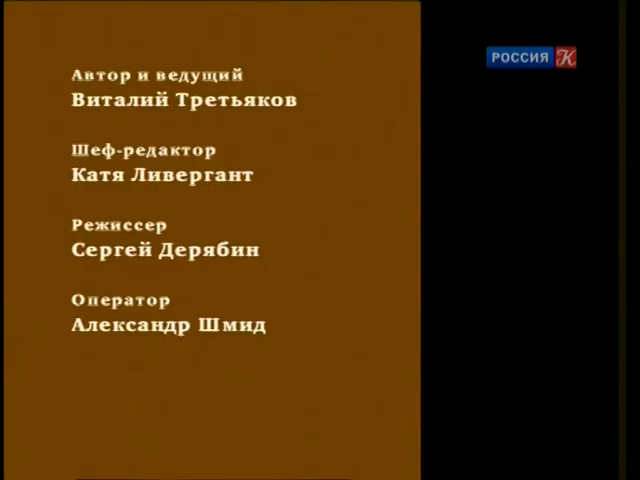 Автор и ведущий
Виталий Третьяков
Шеф-редактор
Катя Ливергант
Режиссер
Сергей Дерябин
Оператор
Александр Шмид
РОССИЯ К